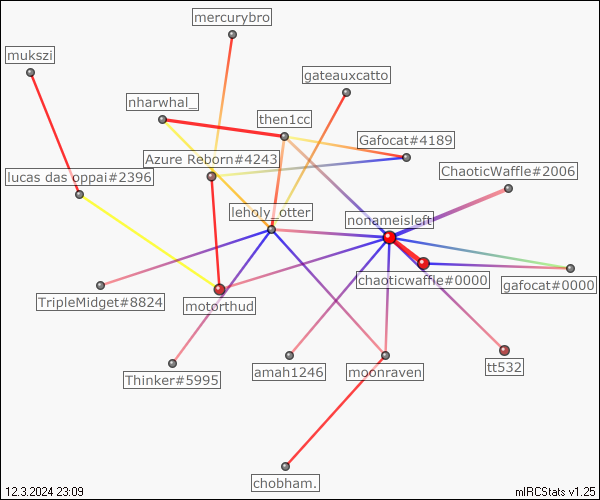 mercurybro
mukszi
gateauxcatto
nharwhal_
then1cc
Gafocat#4189
Azure Reborn#4243
ChaoticWaffle#2006
lucas das oppai#2396
leholy_otter
nonameisleft
chaoticwaffle#0000
gafocat#0000
TripleMidget#8824
motorthud
Thinker#5995
amah1246
moonraven
tt532
chobham.
12.3.2024 23:09
mIRCStats v1.25